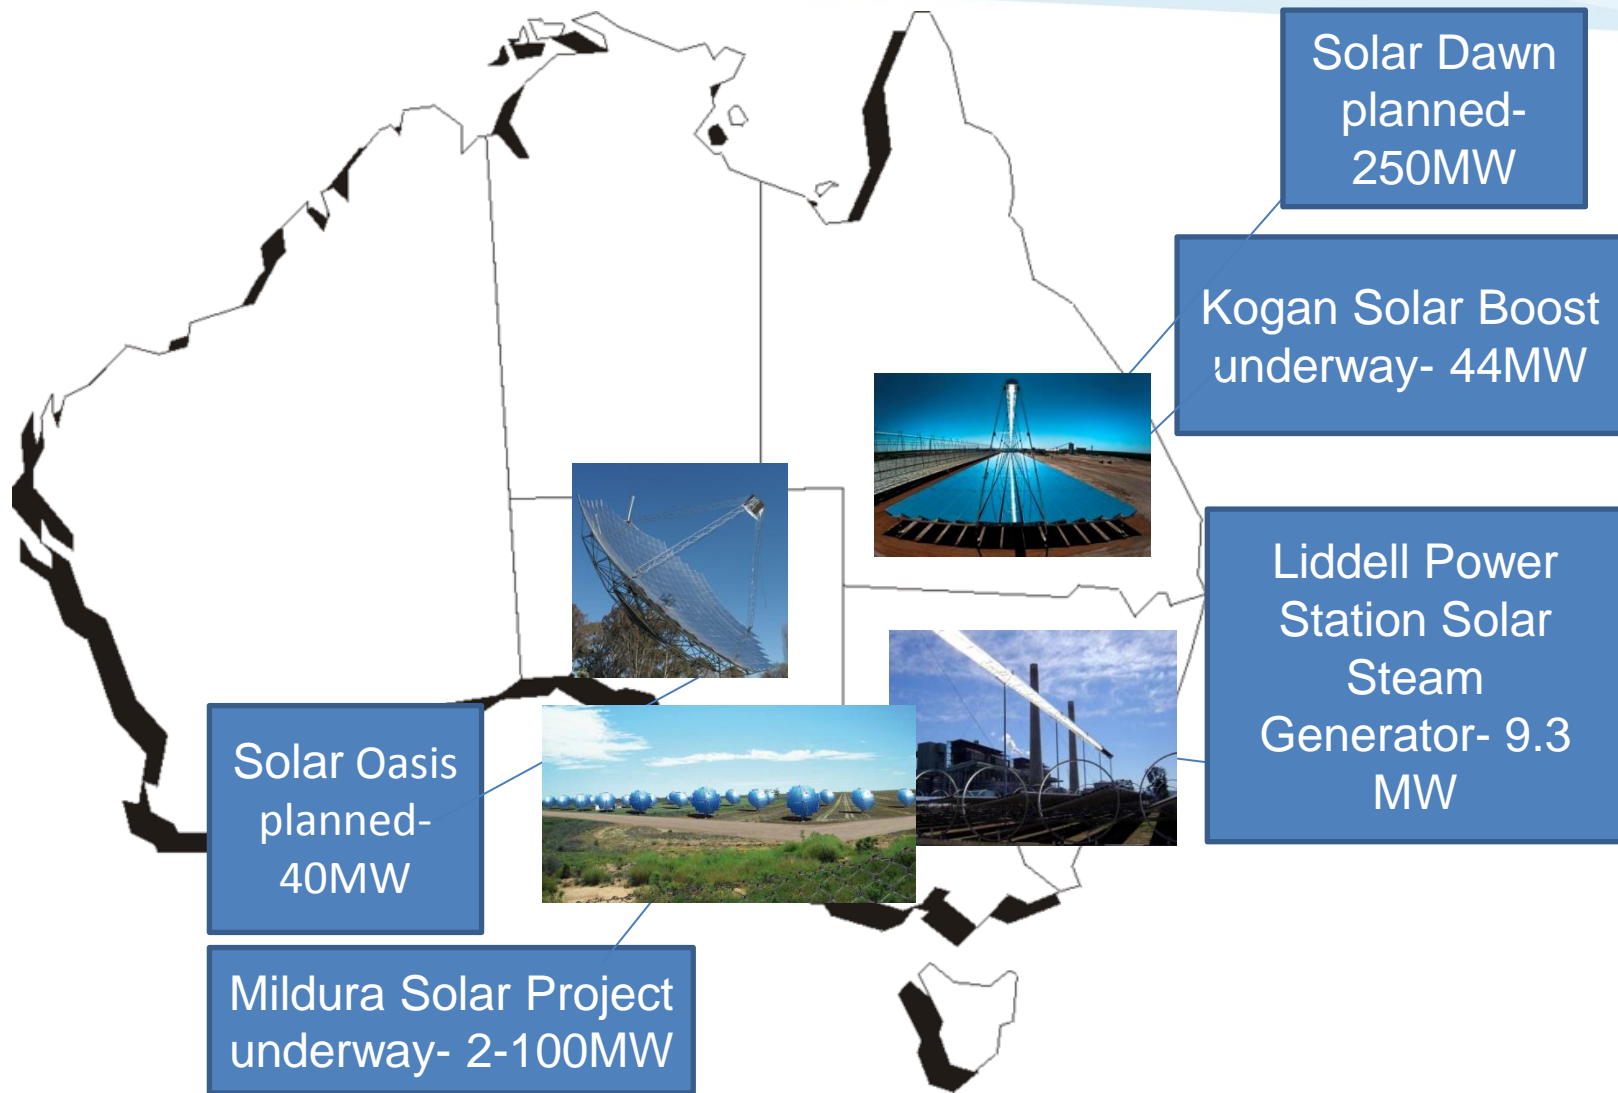 Solar Dawn
planned-
250MW
Kogan Solar Boost
underway- 44MW
Liddell Power
Station Solar
Steam
Generator- 9.3
MW
Solar Oasis
planned-
40MW
Mildura Solar Project
underway- 2-100MW